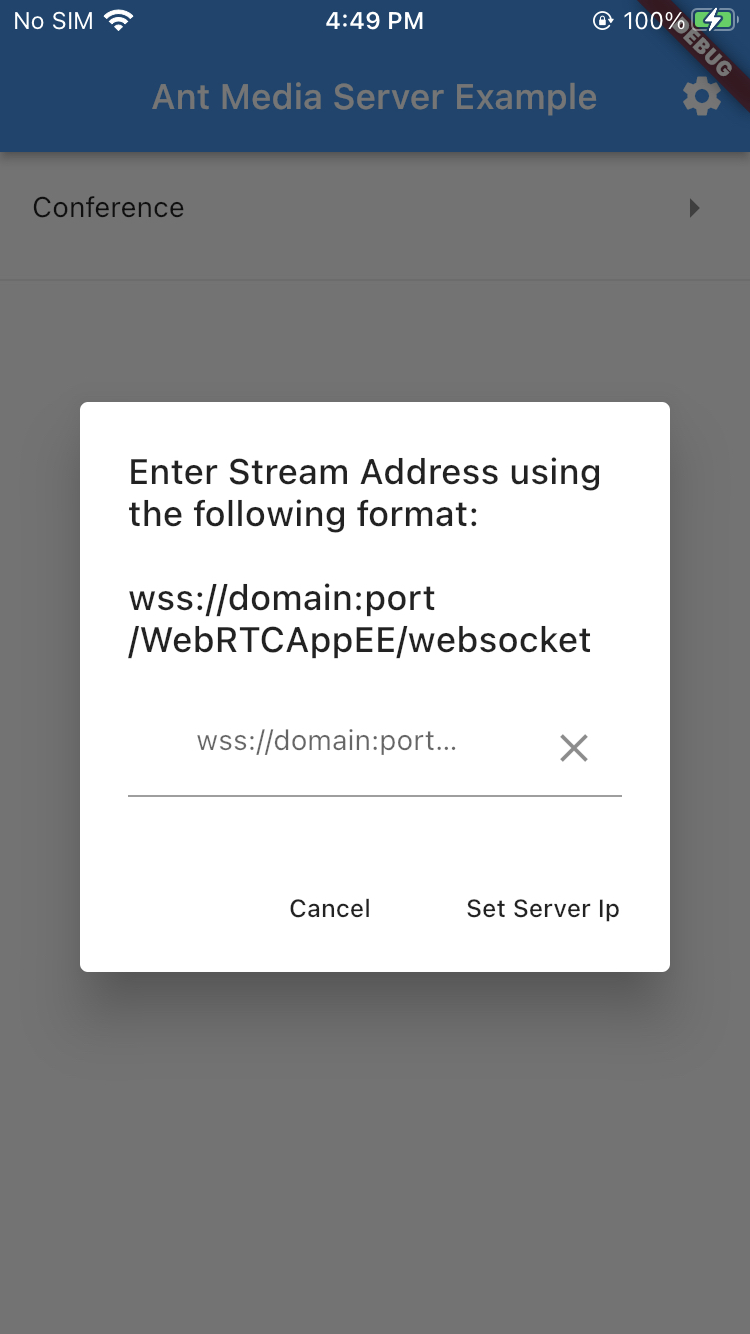 No SIM 4:49 PM 100%
DEBUG
Ant Media Server Example
Conference
Enter Stream Address using
the following format:
wss://domain:port
/WebRTCAppEE/websocket
wss://domain:port...
Cancel Set Server Ip